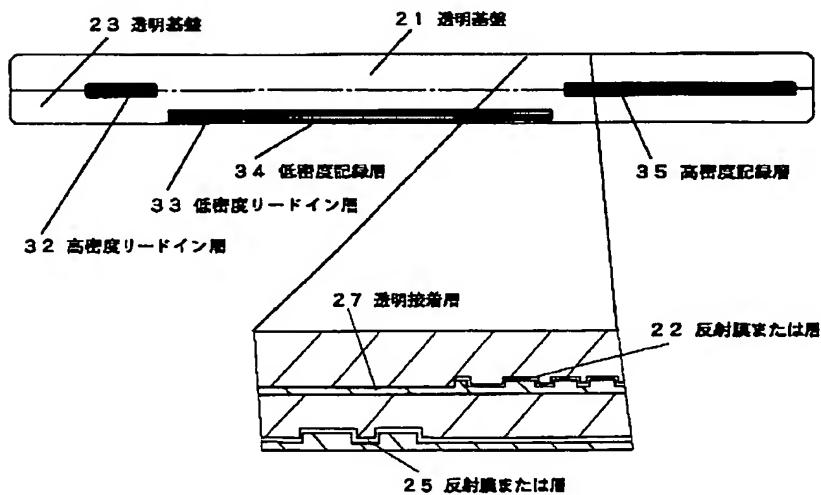 23 透明基盤
21 透明基盤
34 低密度記録層
35 高密度記録層
33 低密度リードイン層
32 高密度リードイン層
27 透明接着層
22 反射膜または層
25 反射膜または層